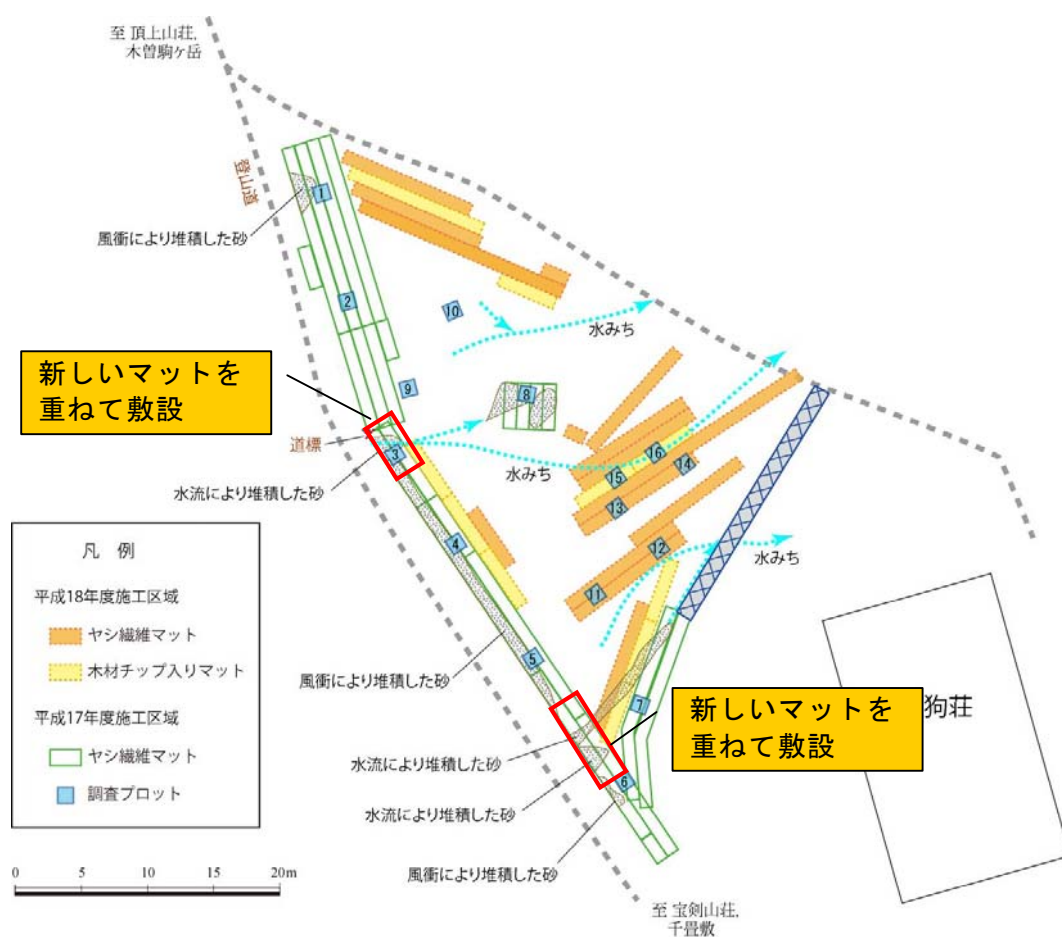 至 頂上山荘,
木曽駒ケ岳
登山道
1
風衝により堆積した砂
2
10
水みち
新しいマットを
重ねて敷設
9
8
道標
3
水みち
16
14
15
13
水流により堆積した砂
4
12
水みち
11
凡 例
平成18年度施工区域
ヤシ繊維マット
木材チップ入りマット
平成17年度施工区域
ヤシ繊維マット
調査プロット
風衝により堆積した砂
5
7
新しいマットを
重ねて敷設
狗荘
水流により堆積した砂
6
水流により堆積した砂
風衝により堆積した砂
0 5 10 20m
至 宝剣山荘,
千畳敷